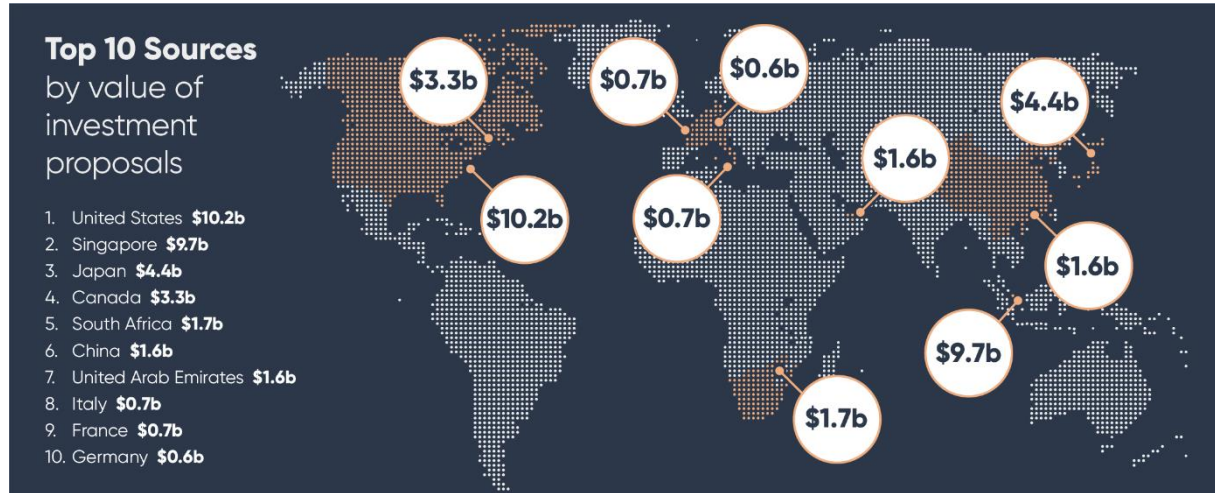 Top 10 Sources
by value of
investment
proposals
1. United States $10.2b
2. Singapore $9.7b
3. Japan $4.4b
4. Canada $3.3b
5. South Africa $1.7b
6. China $1.6b
7. United Arab Emirates $1.6b
8. Italy $0.7b
9. France $0.7b
10. Germany $0.6b
$3.3b
$0.7b
$0.6b
$4.4b
$1.6b
$10.2b
$0.7b
$1.6b
$9.7b
$1.7b